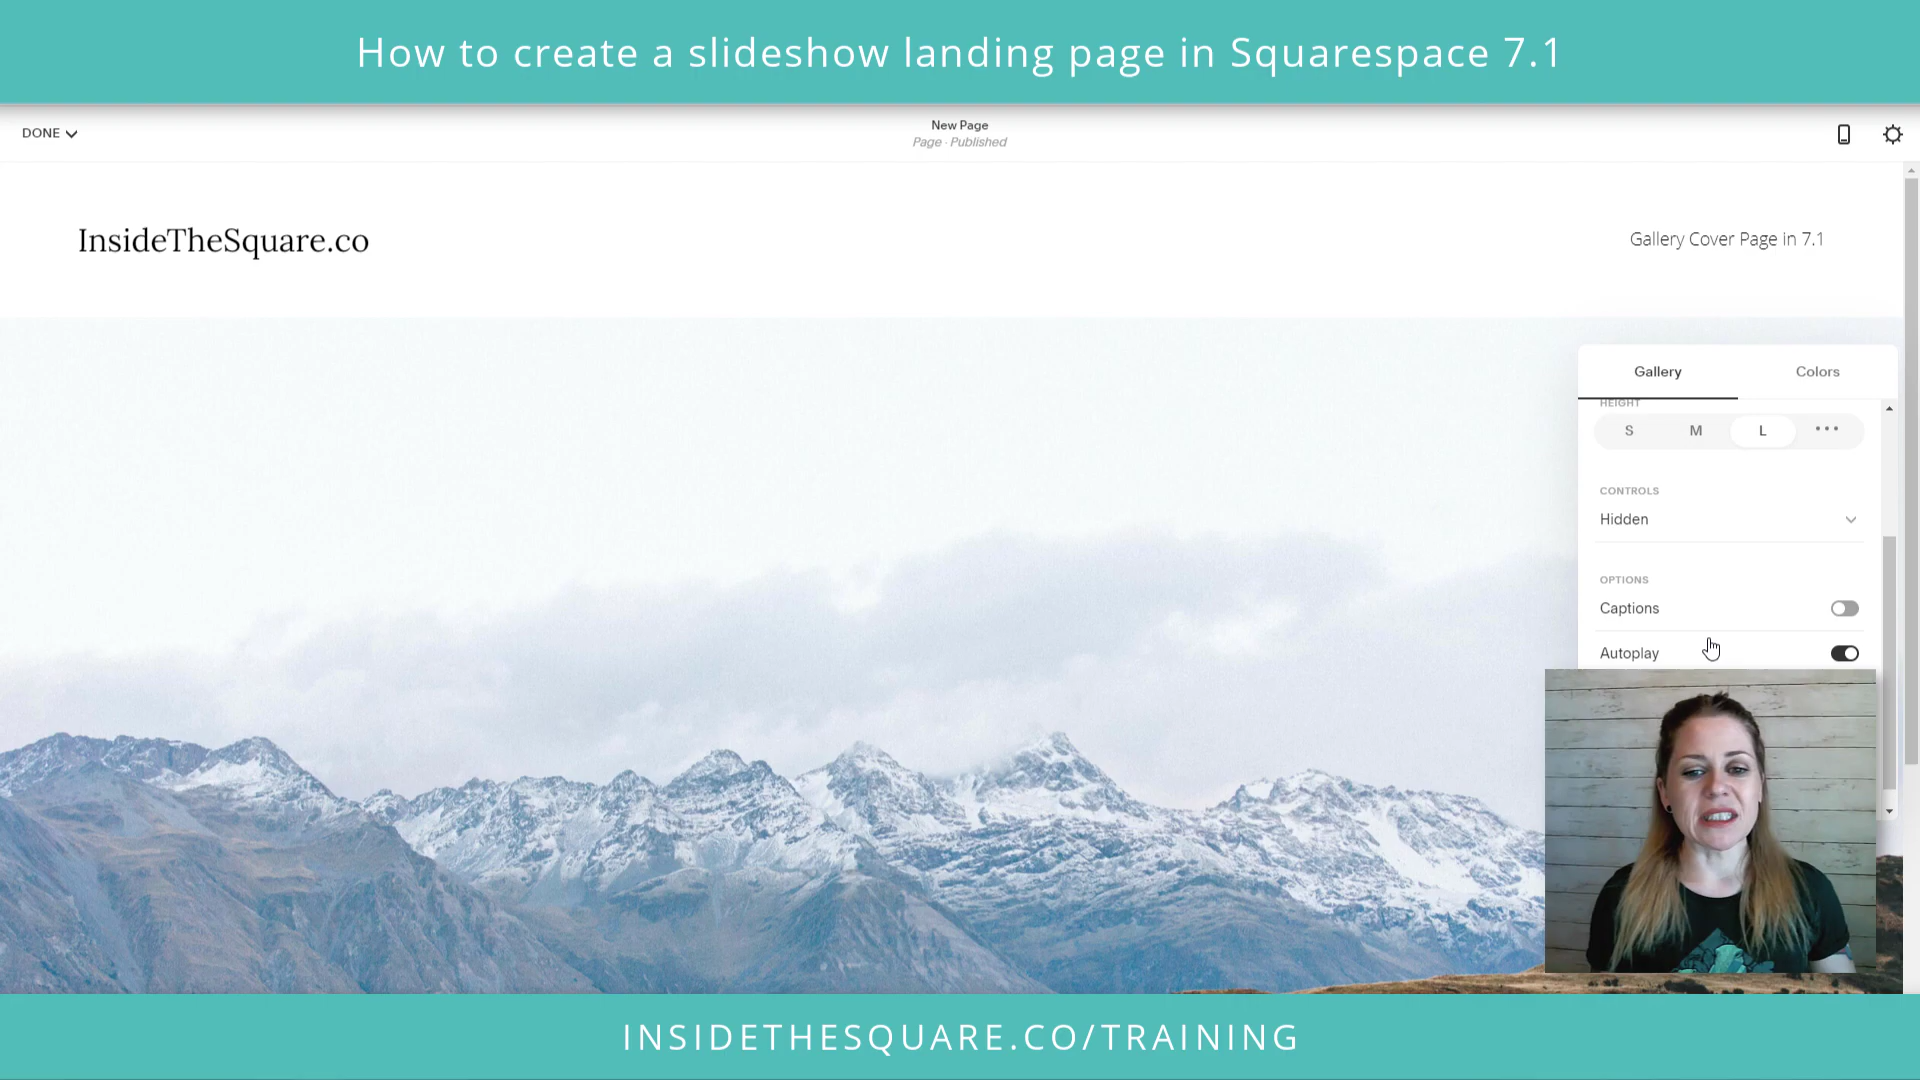 How to create a slideshow landing page in Squarespace 7.1
DONE
New Page
Page · Published
InsideTheSquare.co
Gallery Cover Page in 7.1
Gallery
Colors
HEIGHT
S
M
L
CONTROLS
Hidden
OPTIONS
Captions
Autoplay
INSIDETHESQUARE.CO/TRAINING